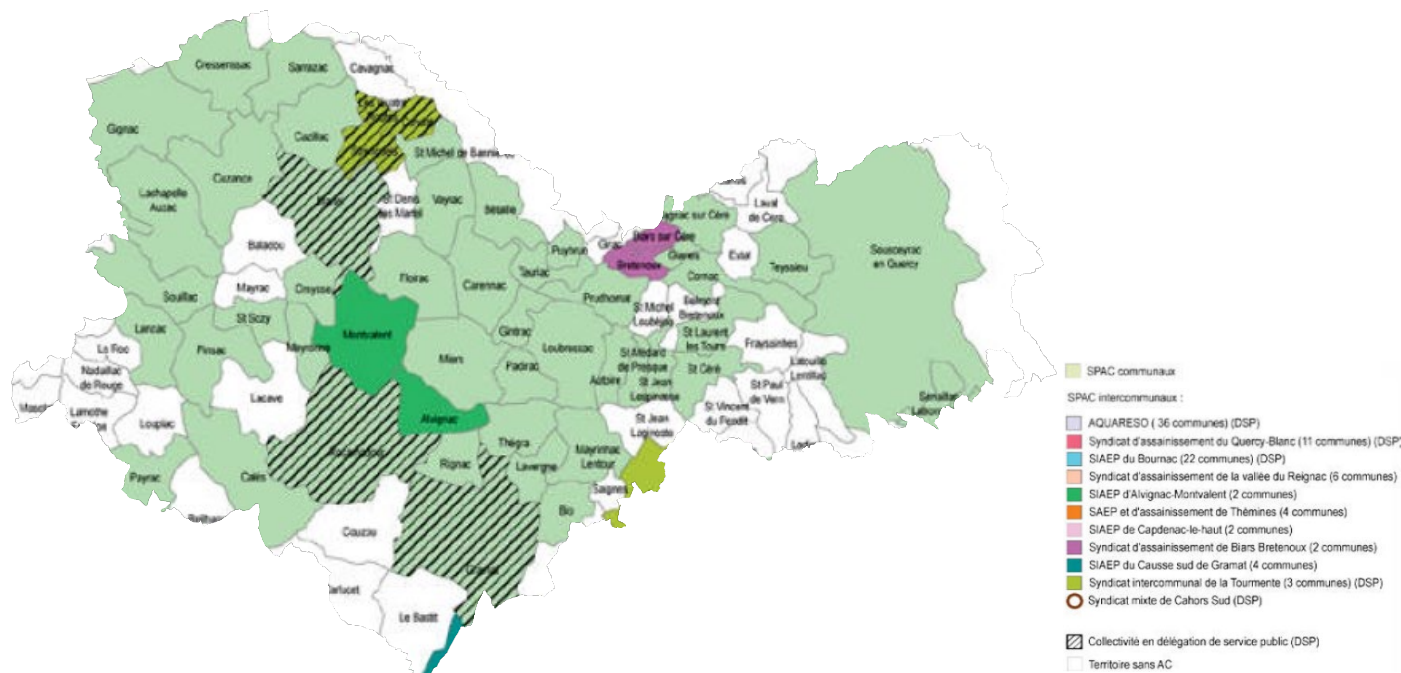 Cressenssac
Sarrazac
Cavagnac
Gignac
Cazillac
St Michel de
Cuzance
Lachapelle
Auzac
Martel
St Denis
les Martel
Vayrac
Bétaille
Laval
de Cere
sur Cère
Baladou
Puybrun
Girac
Biars sur Cère
Bretenoux
Glanes
Estal
Sousceyrac
en Quercy
Teyssieu
Cornac
Tauriac
Floirac
Carennac
Mayrac
Creysse
Souillac
Prudhomat
St Michel
Loubéjou
Belmont
Bretenoux
St Sozy
Lanzac
Montvalent
Gintrac
St Laurent
les Tours
Frayssinhes
Pinsac
Meyronne
Loubressac
Le Roc
Miers
Padirac
St Médard
de Presque
Latouille
Lentillac
Nadaillac
de Rouge
Autoire
St Jean
Lespinasse
St Céré
St Paul
de Vern
Lacave
Lamothe
Alvignac
St Vincent
du Pendit
Loupiac
St Jean
Lagineste
Thégra
Mayrinhac
Lentour
Rocamadour
Rignac
Lavergne
Payrac
Calès
Saignes
Bio
Couzou
Gramat
Le Bastit
SPAC communaux
SPAC intercommunaux :
AQUARESO ( 36 communes) (DSP)
Syndicat d'assainissement du Quercy-Blanc (11 communes) (DSP)
SIAEP du Bournac (22 communes) (DSP)
Syndicat d'assainissement de la vallée du Reignac (6 communes)
SIAEP d'Alvignac-Montvalent (2 communes)
SAEP et d'assainissement de Thémines (4 communes)
SIAEP de Capdenac-le-haut (2 communes)
Syndicat d'assainissement de Biars Bretenoux (2 communes)
SIAEP du Causse sud de Gramat (4 communes)
Syndicat intercommunal de la Tourmente (3 communes) (DSP)
Syndicat mixte de Cahors Sud (DSP)
Collectivité en délégation de service public (DSP)
Territoire sans AC